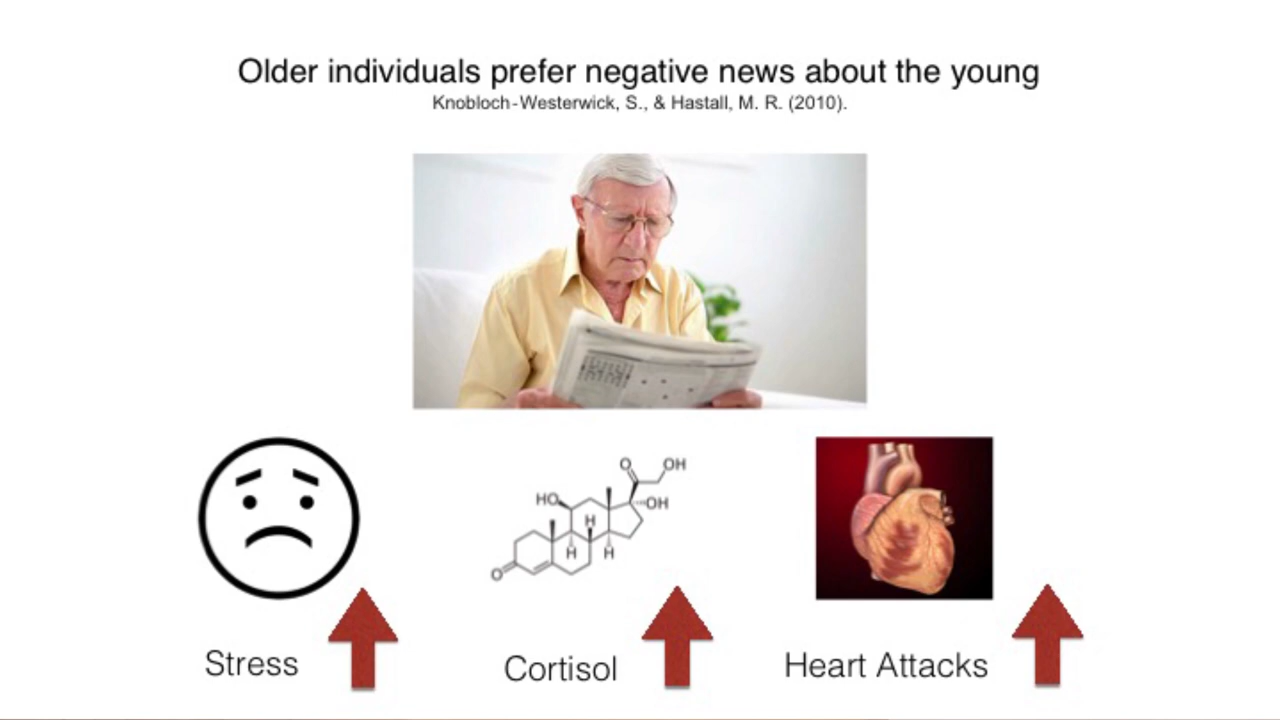 Older individuals prefer negative news about the young
Knobloch-Westerwick, S., & Hastall, M. R. (2010).
O
OH
HO
OH
H
H
H
O
Stress
Cortisol
Heart Attacks